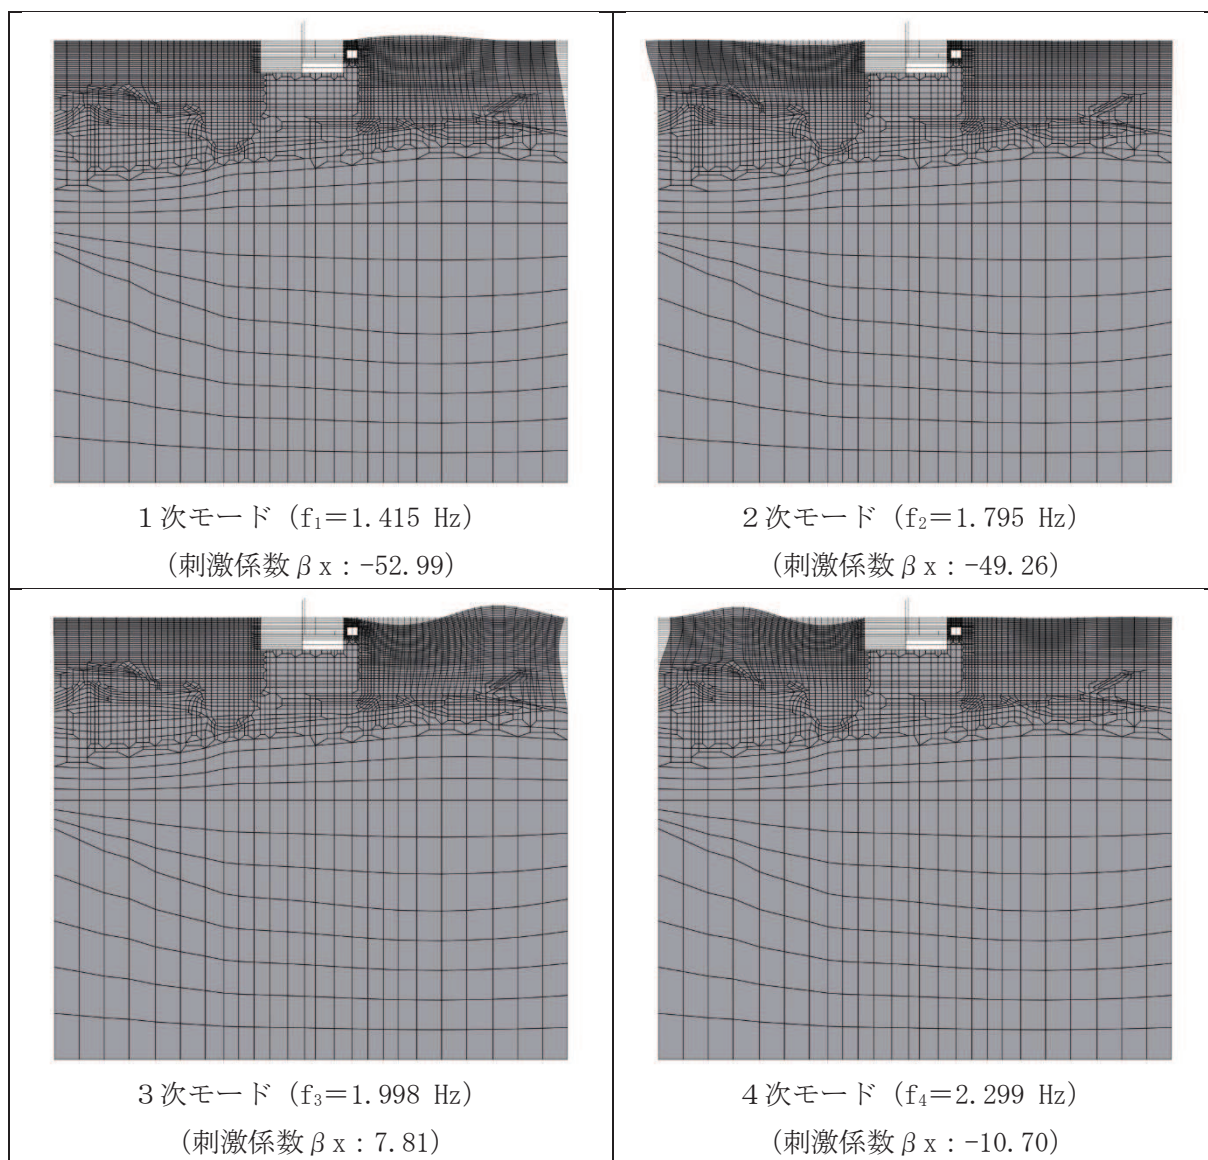 1次モード（f₁＝1.415 Hz）
（刺激係数βx：-52.99）
2次モード（f₂＝1.795 Hz）
（刺激係数βx：-49.26）
3次モード（f₃＝1.998 Hz）
（刺激係数βx：7.81）
4次モード（f₄＝2.299 Hz）
（刺激係数βx：-10.70）